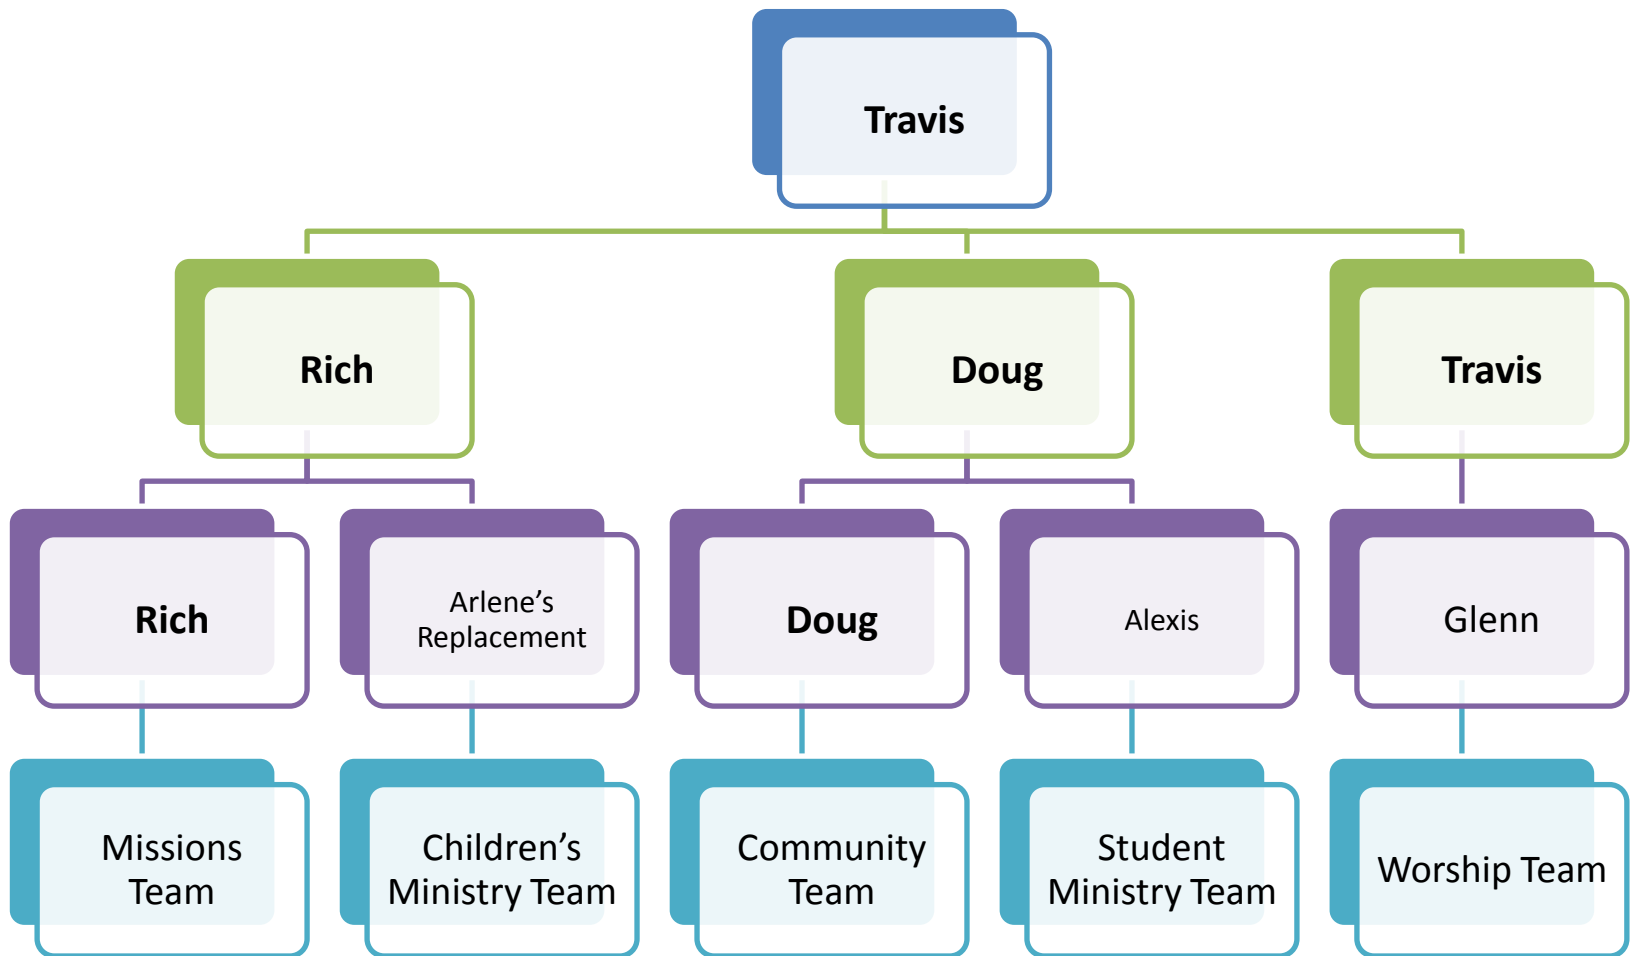 Travis
Rich
Doug
Travis
Rich
Arlene’s
Replacement
Doug
Alexis
Glenn
Missions
Team
Children’s
Ministry Team
Community
Team
Student
Ministry Team
Worship Team